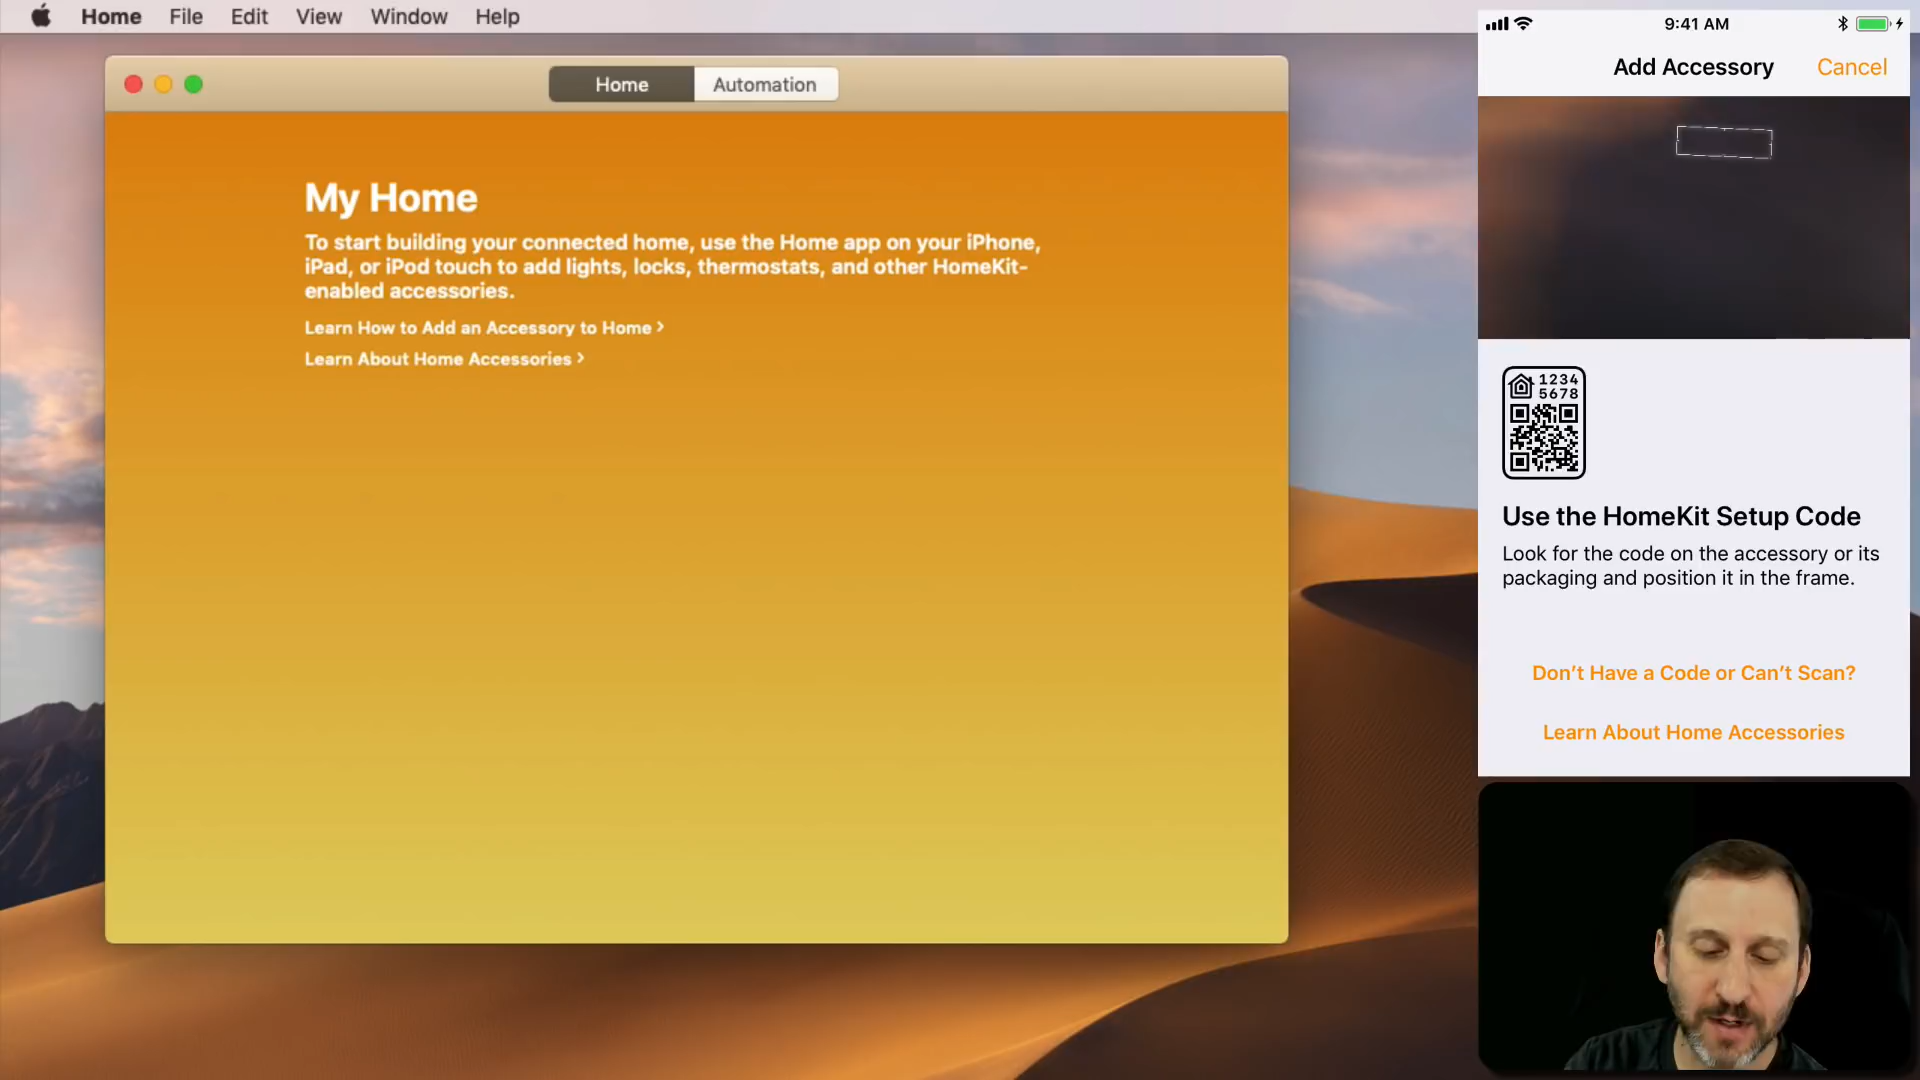 Home File Edit View Window Help
Home Automation
My Home
To start building your connected home, use the Home app on your iPhone,
iPad, or iPod touch to add lights, locks, thermostats, and other HomeKit-
enabled accessories.
Learn How to Add an Accessory to Home >
Learn About Home Accessories >
9:41 AM
Add Accessory Cancel
1234
5678
Use the HomeKit Setup Code
Look for the code on the accessory or its
packaging and position it in the frame.
Don’t Have a Code or Can’t Scan?
Learn About Home Accessories